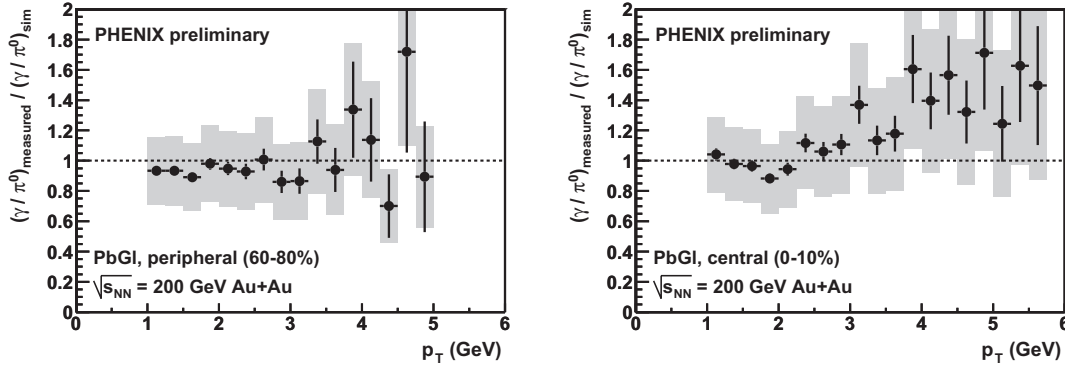 (γ / π⁰)measured / (γ / π⁰)sim
2
1.8
1.6
1.4
1.2
1
0.8
0.6
0.4
0.2
0
PHENIX preliminary
PbGl, peripheral (60-80%)
√sNN = 200 GeV Au+Au
0 1 2 3 4 5 6
pT (GeV)
(γ / π⁰)measured / (γ / π⁰)sim
2
1.8
1.6
1.4
1.2
1
0.8
0.6
0.4
0.2
0
PHENIX preliminary
PbGl, central (0-10%)
√sNN = 200 GeV Au+Au
0 1 2 3 4 5 6
pT (GeV)